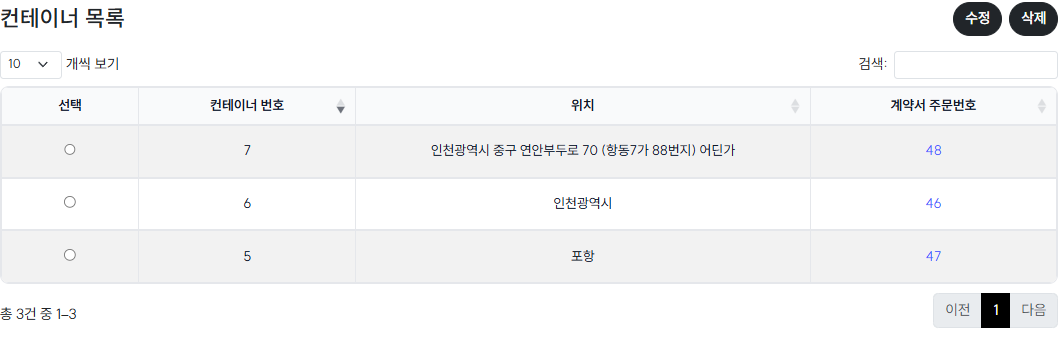 컨테이너 목록 수정 삭제
10 개씩 보기 검색:
선택 컨테이너 번호 위치 계약서 주문번호
7 인천광역시 중구 연안부두로 70 (항동7가 88번지) 어딘가 48
6 인천광역시 46
5 포항 47
총 3건 중 1–3 이전 1 다음